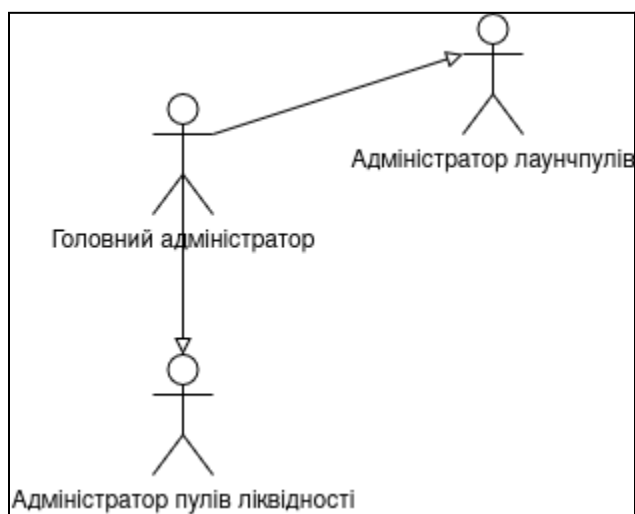 Адміністратор лаунчпулів
Головний адміністратор
Адміністратор пулів ліквідності